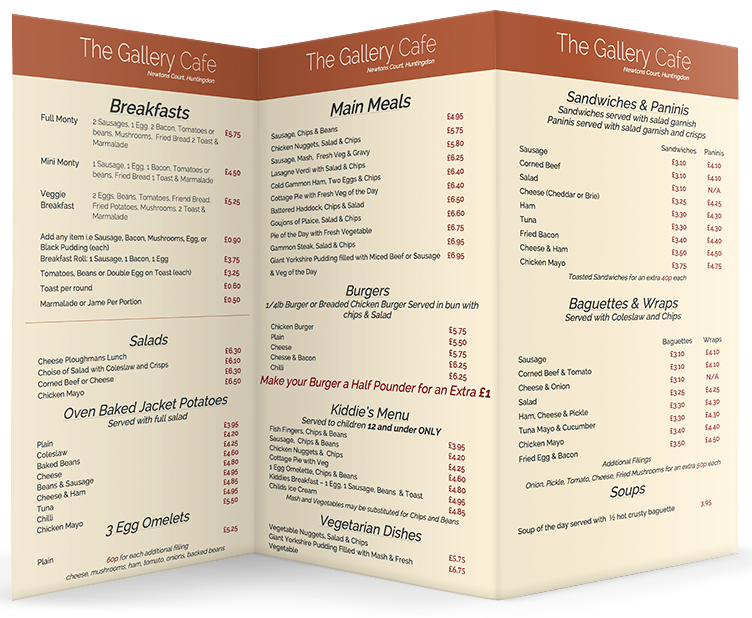 The Gallery Cafe
Newtons Court, Huntingdon
Breakfasts
Full Monty 2 Sausages, 1 Egg, 2 Bacon, Tomatoes or £5.75
beans, Mushrooms, Fried Bread 2 Toast &
Marmalade
Mini Monty 1 Sausage, 1 Egg, 1 Bacon, Tomatoes or £4.50
beans, Fried Bread 1 Toast & Marmalade
Veggie 2 Eggs, Beans, Tomatoes, Friend Bread, £5.25
Breakfast Fried Potatoes, Mushrooms, 2 Toast &
Marmalade
Add any item i.e Sausage, Bacon, Mushrooms, Egg, or £0.90
Black Pudding (each)
Breakfast Roll: 1 Sausage, 1 Bacon, 1 Egg £3.75
Tomatoes, Beans or Double Egg on Toast (each) £3.25
Toast per round £0.60
Marmalade or Jame Per Portion £0.50
Salads
Cheese Ploughmans Lunch £6.30
Choise of Salad with Coleslaw and Crisps £6.10
Corned Beef or Cheese £6.30
Chicken Mayo £6.50
Oven Baked Jacket Potatoes
Served with full salad
Plain £3.95
Coleslaw £4.20
Baked Beans £4.60
Cheese £4.80
Beans & Sausage £4.95
Cheese & Ham £4.85
Tuna £4.95
Chilli £5.50
Chicken Mayo
3 Egg Omelets
Plain £5.25
60p for each additional filling
cheese, mushrooms, ham, tomato, onions, backed beans
The Gallery Cafe
Newtons Court, Huntingdon
Main Meals
Sausage, Chips & Beans £4.95
Chicken Nuggets, Salad & Chips £5.75
Sausage, Mash, Fresh Veg & Gravy £5.80
Lasagne Verdi with Salad & Chips £6.25
Cold Gammon Ham, Two Eggs & Chips £6.40
Cottage Pie with Fresh Veg of the Day £6.40
Battered Haddock, Chips & Salad £6.50
Goujons of Plaice, Salad & Chips £6.60
Pie of the Day with Fresh Vegetable £6.75
Gammon Steak, Salad & Chips £6.95
Giant Yorkshire Pudding filled with Miced Beef or Sausage £6.95
& Veg of the Day
Burgers
1/4lb Burger or Breaded Chicken Burger Served in bun with
chips & Salad
Chicken Burger £5.75
Plain £5.50
Cheese £5.75
Chesse & Bacon £6.25
Chilli £6.25
Make your Burger a Half Pounder for an Extra £1
Kiddie's Menu
Served to children 12 and under ONLY
Fish Fingers, Chips & Beans £3.95
Sausage, Chips & Beans £4.20
Chicken Nuggets & Chips £4.25
Cottage Pie with Veg £4.60
1 Egg Omelette, Chips & Beans £4.80
Kiddies Breakfast – 1 Egg, 1 Sausage, Beans & Toast £4.95
Childs Ice Cream £4.85
Mash and Vegetables may be substituted for Chips and Beans
Vegetarian Dishes
Vegetable Nuggets, Salad & Chips £5.75
Giant Yorkshire Pudding Filled with Mash & Fresh £6.75
Vegetable
The Gallery Cafe
Newtons Court, Huntingdon
Sandwiches & Paninis
Sandwiches served with salad garnish
Paninis served with salad garnish and crisps
Sandwiches Paninis
Sausage £3.10 £4.10
Corned Beef £3.10 £4.10
Salad £3.10 N/A
Cheese (Cheddar or Brie) £3.25 £4.25
Ham £3.30 £4.30
Tuna £3.30 £4.30
Fried Bacon £3.40 £4.40
Cheese & Ham £3.50 £4.50
Chicken Mayo £3.75 £4.75
Toasted Sandwiches for an extra 40p each
Baguettes & Wraps
Served with Coleslaw and Chips
Baguettes Wraps
Sausage £3.10 £4.10
Corned Beef & Tomato £3.10 £4.10
Cheese & Onion £3.10 N/A
Salad £3.25 £4.25
Ham, Cheese & Pickle £3.30 £4.30
Tuna Mayo & Cucumber £3.30 £4.30
Chicken Mayo £3.40 £4.40
Fried Egg & Bacon £3.50 £4.50
Additional Fillings
Onion, Pickle, Tomato, Cheese, Fried Mushrooms for an extra 50p each
Soups
Soup of the day served with ½ hot crusty baguette 3.95